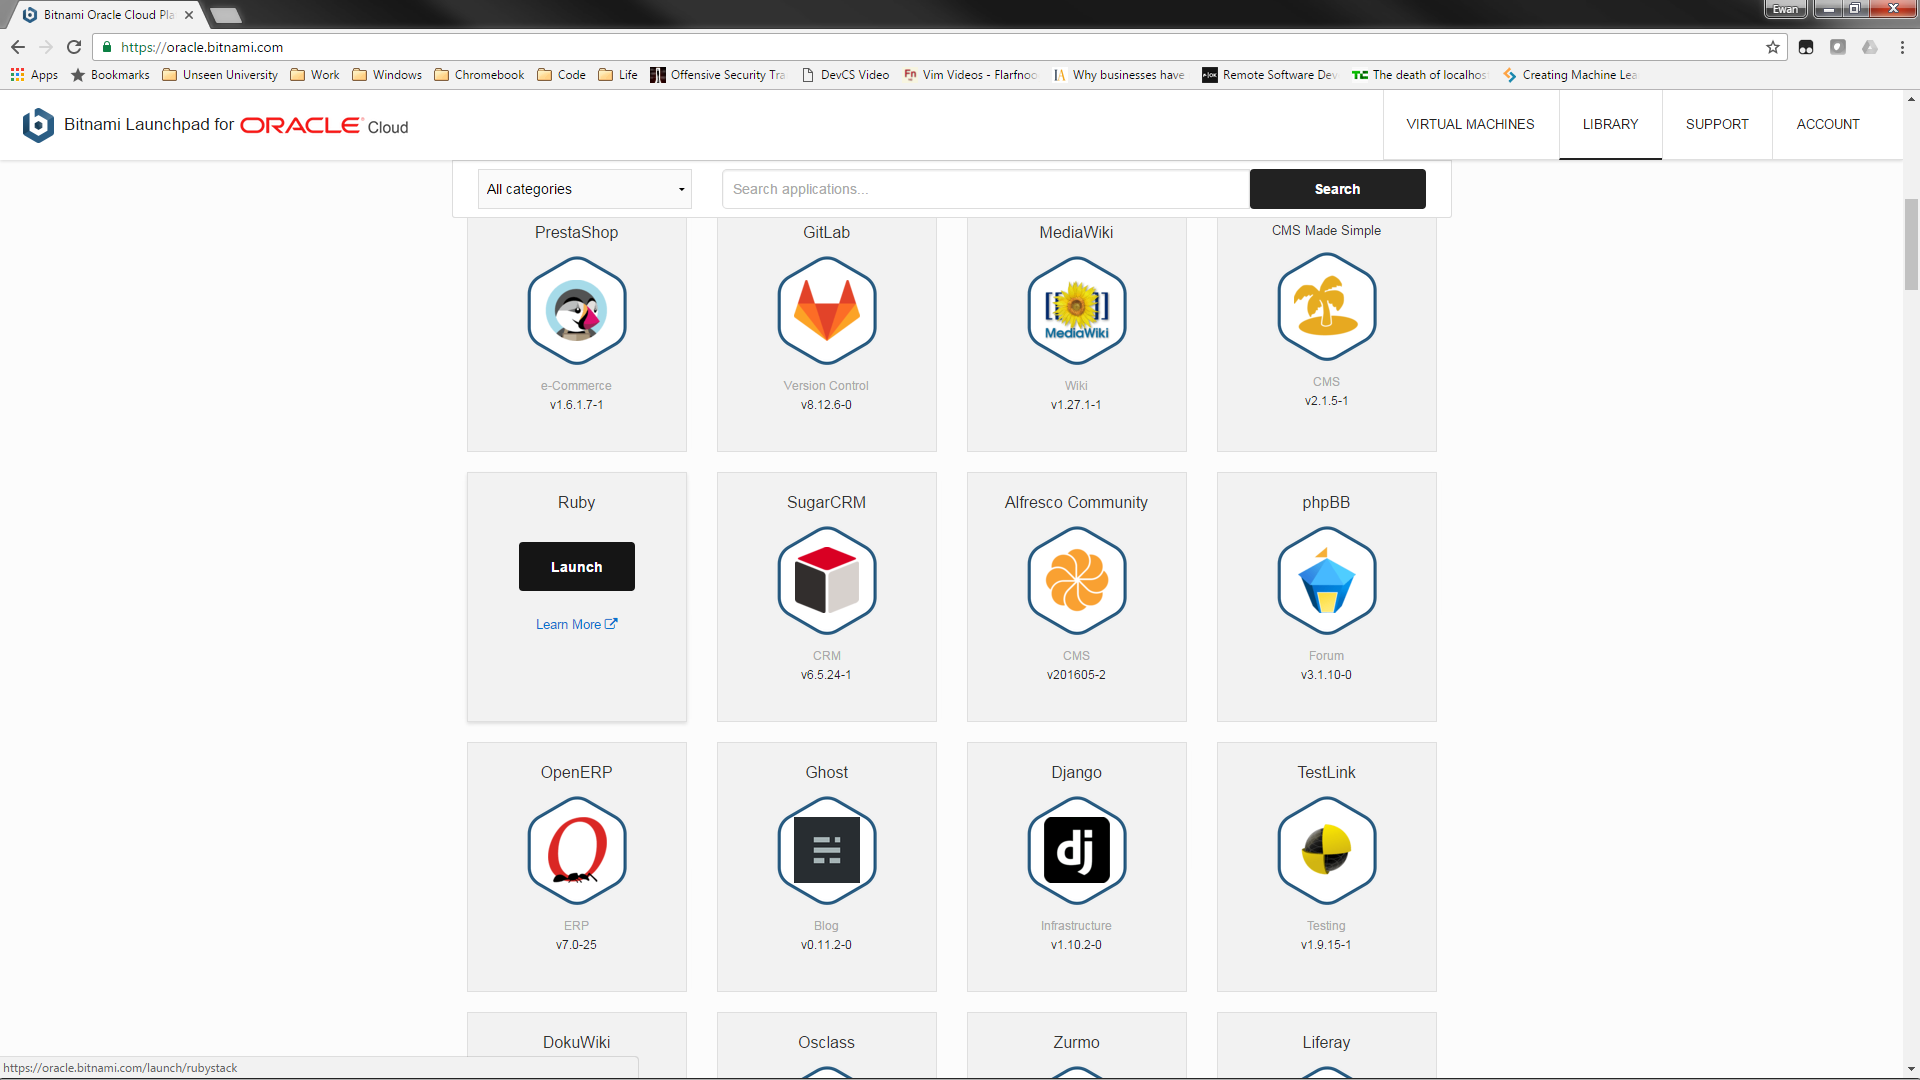 Bitnami Oracle Cloud Pla
Ewan
https://oracle.bitnami.com
Apps
Bookmarks
Unseen University
Work
Windows
Chromebook
Code
Life
Offensive Security Tra
DevCS Video
Fn
Vim Videos - Flarfnoo
IA
Why businesses have
Remote Software Dev
TC
The death of localhos
Creating Machine Lea
Bitnami Launchpad for ORACLE Cloud
VIRTUAL MACHINES
LIBRARY
SUPPORT
ACCOUNT
All categories
Search applications...
Search
PrestaShop
e-Commerce
v1.6.1.7-1
GitLab
Version Control
v8.12.6-0
MediaWiki
[[ ]]
MediaWiki
Wiki
v1.27.1-1
CMS Made Simple
CMS
v2.1.5-1
Ruby
Launch
Learn More
SugarCRM
CRM
v6.5.24-1
Alfresco Community
CMS
v201605-2
phpBB
Forum
v3.1.10-0
OpenERP
ERP
v7.0-25
Ghost
Blog
v0.11.2-0
Django
dj
Infrastructure
v1.10.2-0
TestLink
Testing
v1.9.15-1
DokuWiki
Osclass
Zurmo
Liferay
https://oracle.bitnami.com/launch/rubystack